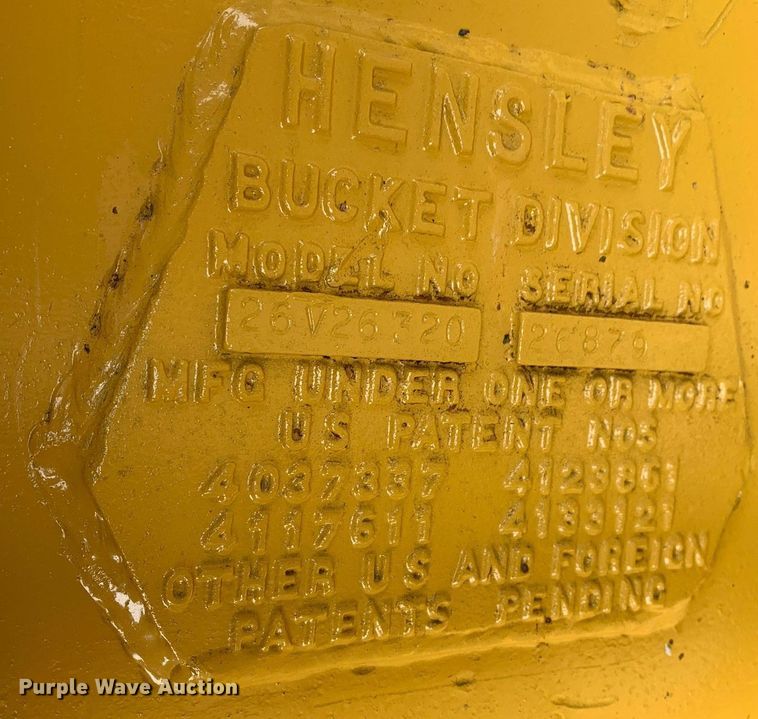 HENSLEY
BUCKET DIVISION
MODEL NO SERIAL NO
26V26320 26879
MFG UNDER ONE OR MORE
US PATENT NOS
4037337 4123861
4117611 4133121
OTHER US AND FOREIGN
PATENTS PENDING
Purple Wave Auction